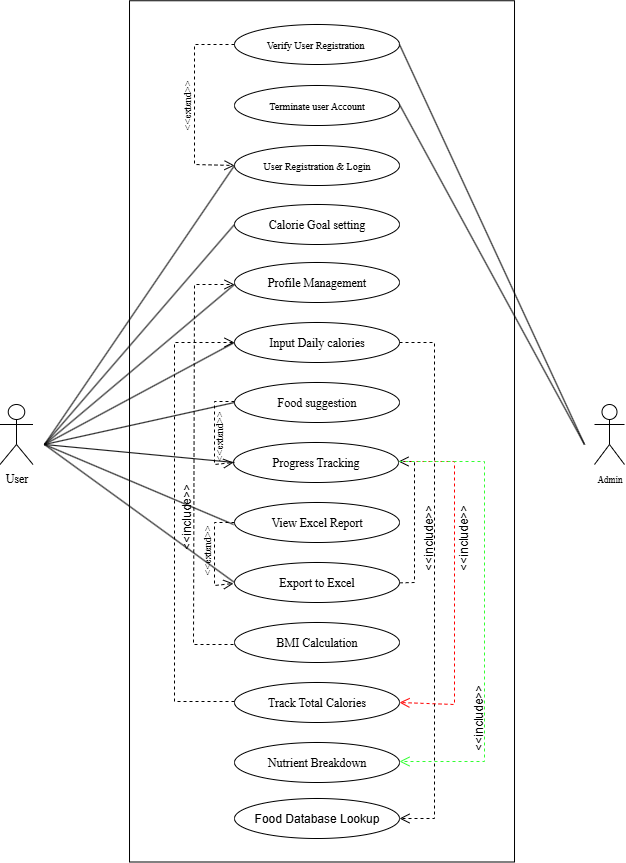 Verify User Registration
<<extend>>
Terminate user Account
User Registration & Login
Calorie Goal setting
Profile Management
Input Daily calories
Food suggestion
<<extend>>
Progress Tracking
User
Admin
View Excel Report
<<include>>
<<extend>>
<<include>>
<<include>>
Export to Excel
BMI Calculation
Track Total Calories
<<include>>
Nutrient Breakdown
Food Database Lookup